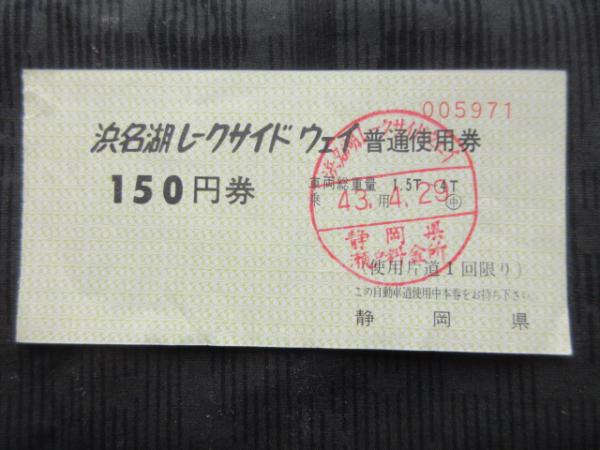 005971
浜名湖レークサイドウェイ 普通使用券
150円券
車両総重量 1.5T 4T
乗 用 中
43.4.29
静岡県
料金所
(使用片道1回限り)
この自動車道使用中本券をお持ち下さい。
静岡県